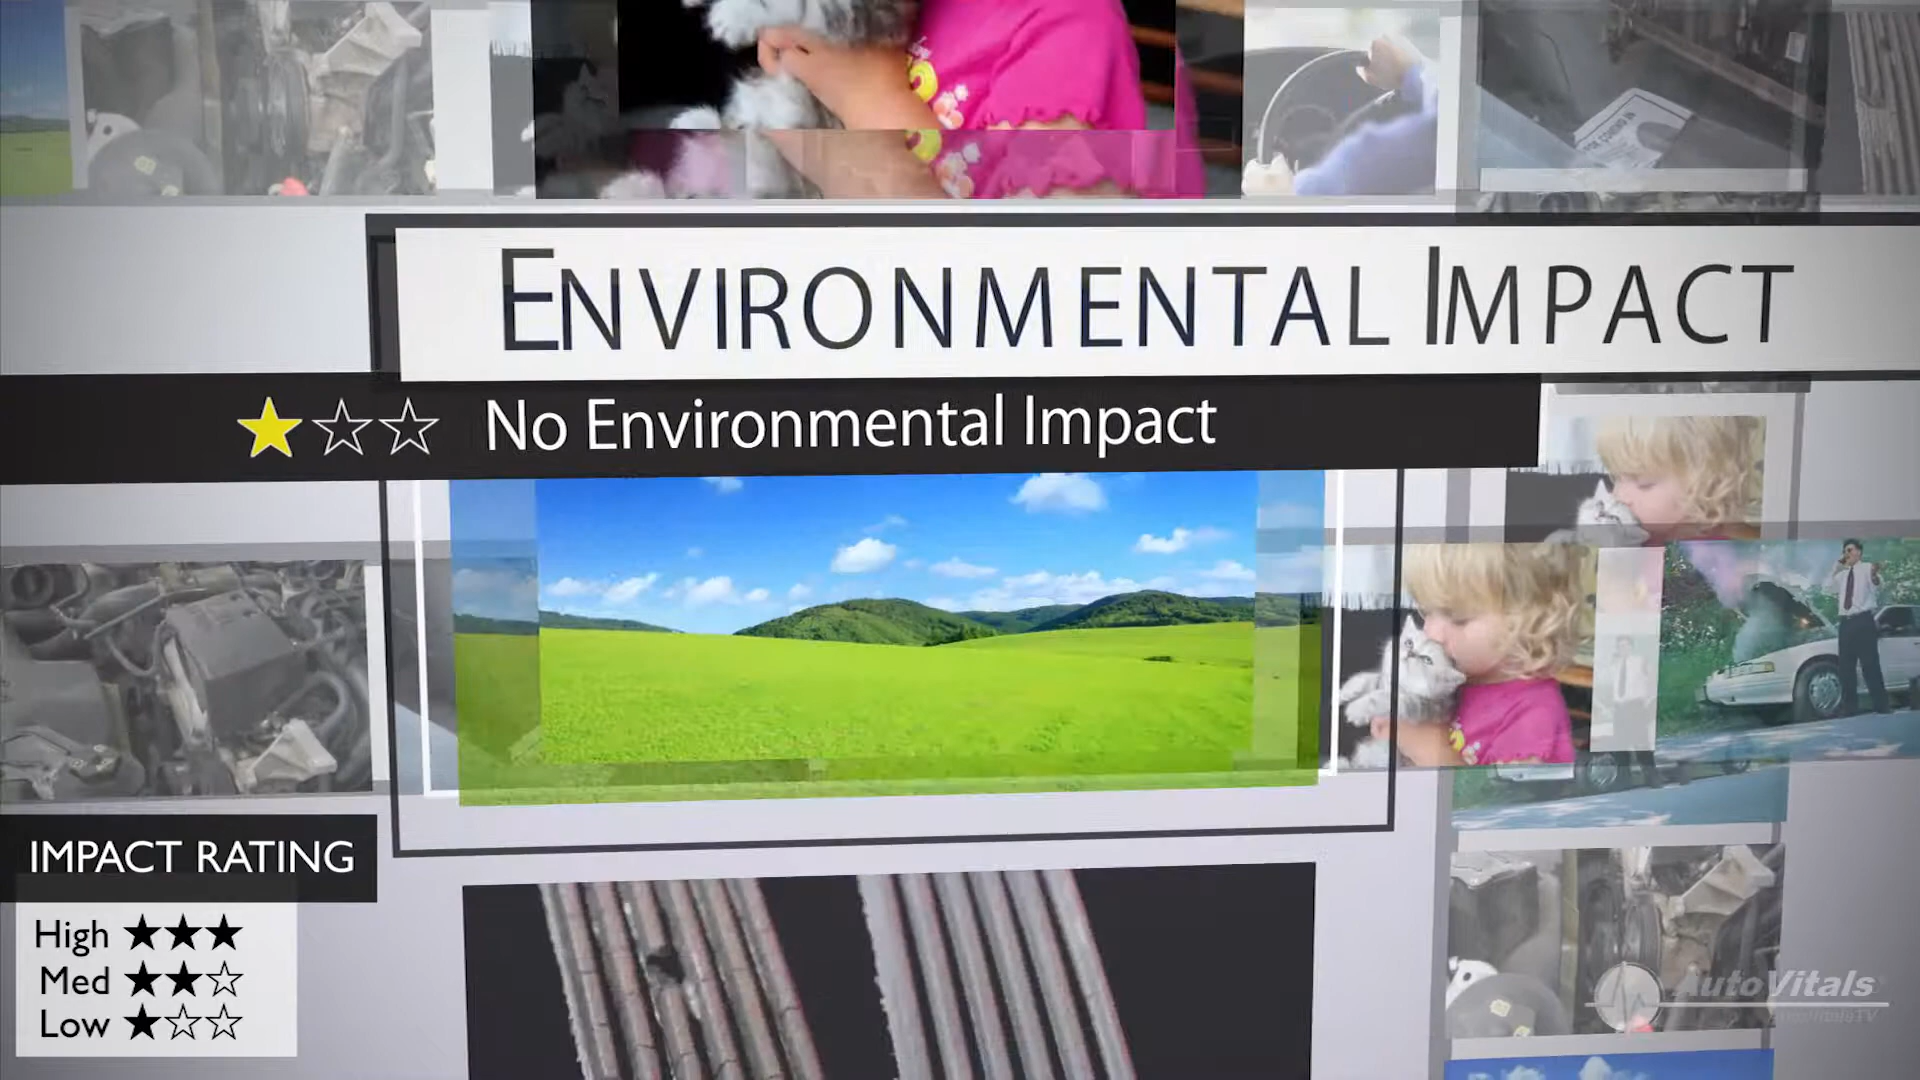 ENVIRONMENTAL IMPACT
No Environmental Impact
IMPACT RATING
High
Med
Low
AutoVitals